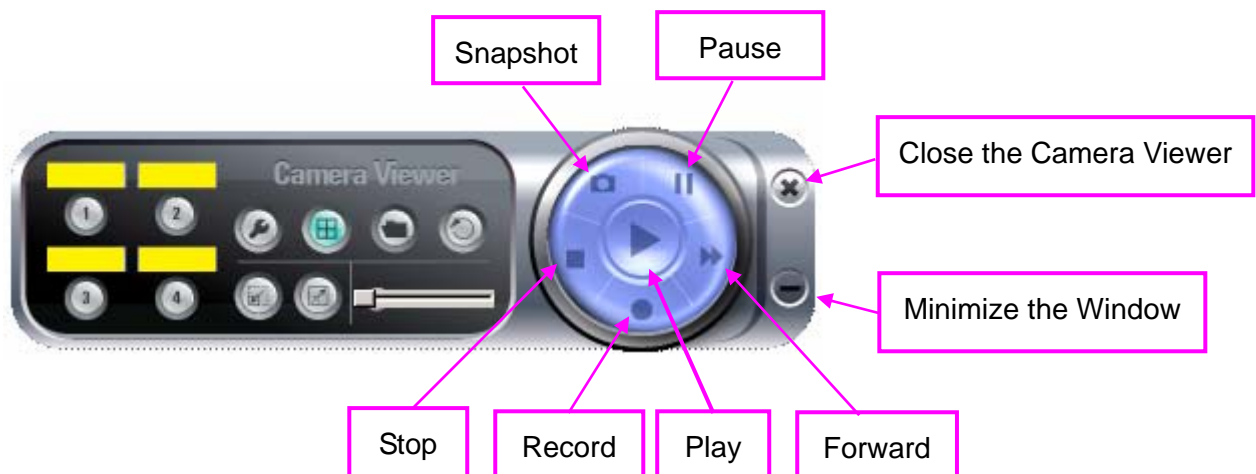 Snapshot
Pause
Close the Camera Viewer
Camera Viewer
1
2
3
4
Minimize the Window
Stop
Record
Play
Forward